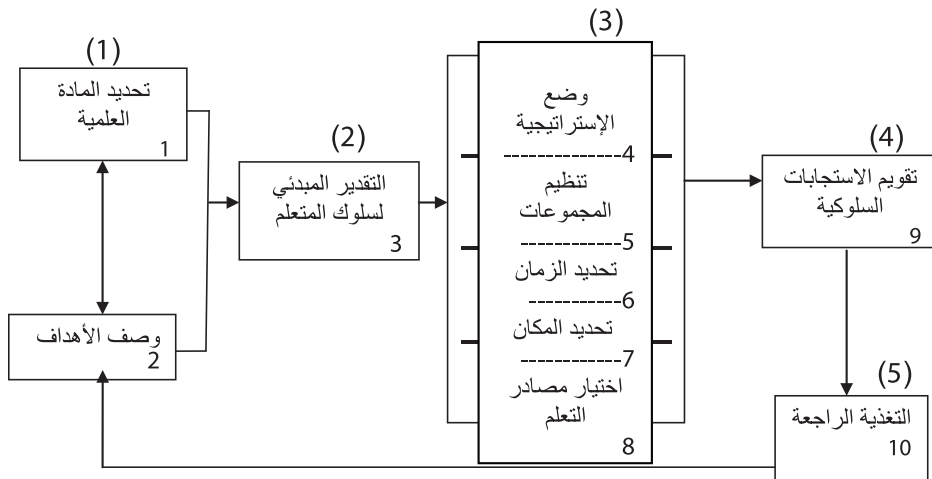 (1)
تحديد المادة
العلمية
1
وصف الأهداف
2
(2)
التقدير المبدئي
لسلوك المتعلم
3
(3)
وضع
الإستراتيجية
4--------------
تنظيم
المجموعات
5------------
تحديد الزمان
6-----------
تحديد المكان
7------------
اختيار مصادر
التعلم
8
(4)
تقويم الاستجابات
السلوكية
9
(5)
التغذية الراجعة
10